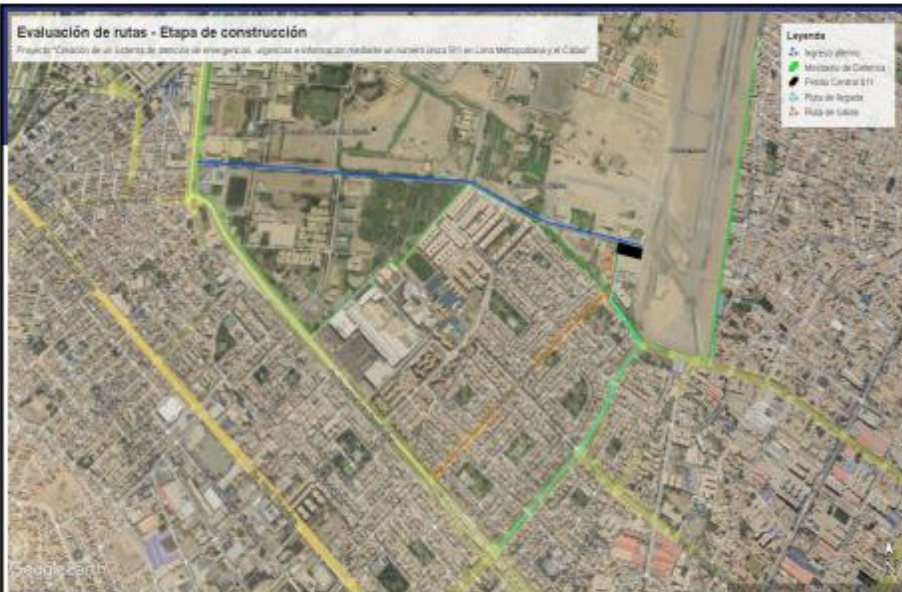 Evaluación de rutas - Etapa de construcción
Proyecto "Creación de un sistema de atención de emergencias, urgencias e información mediante un número único 911 en Lima Metropolitana y el Callao"
Leyenda
Ingreso alterno
Ministerio de Defensa
Predio Central 911
Ruta de llegada
Ruta de salida
Google Earth
N